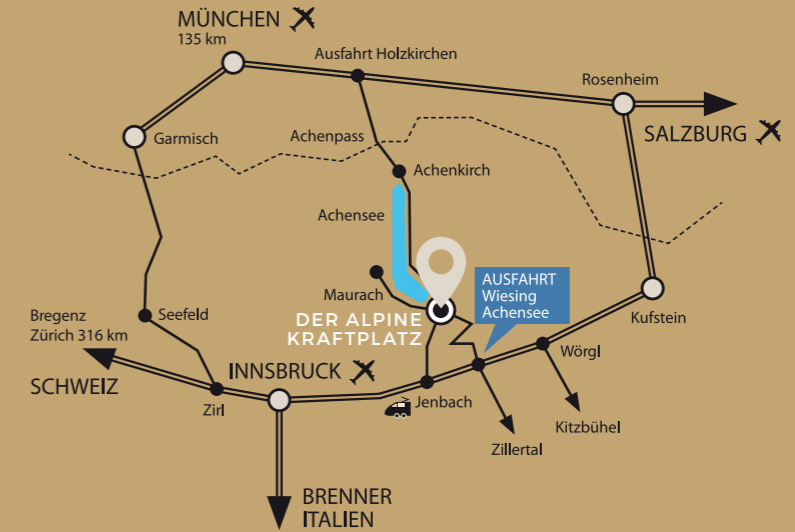 MÜNCHEN
135 km
Ausfahrt Holzkirchen
Rosenheim
SALZBURG
Garmisch
Achenpass
Achenkirch
Achensee
AUSFAHRT
Wiesing
Achensee
Maurach
DER ALPINE
KRAFTPLATZ
Kufstein
Bregenz
Zürich 316 km
Seefeld
SCHWEIZ
INNSBRUCK
Wörgl
Zirl
Jenbach
Kitzbühel
Zillertal
BRENNER
ITALIEN